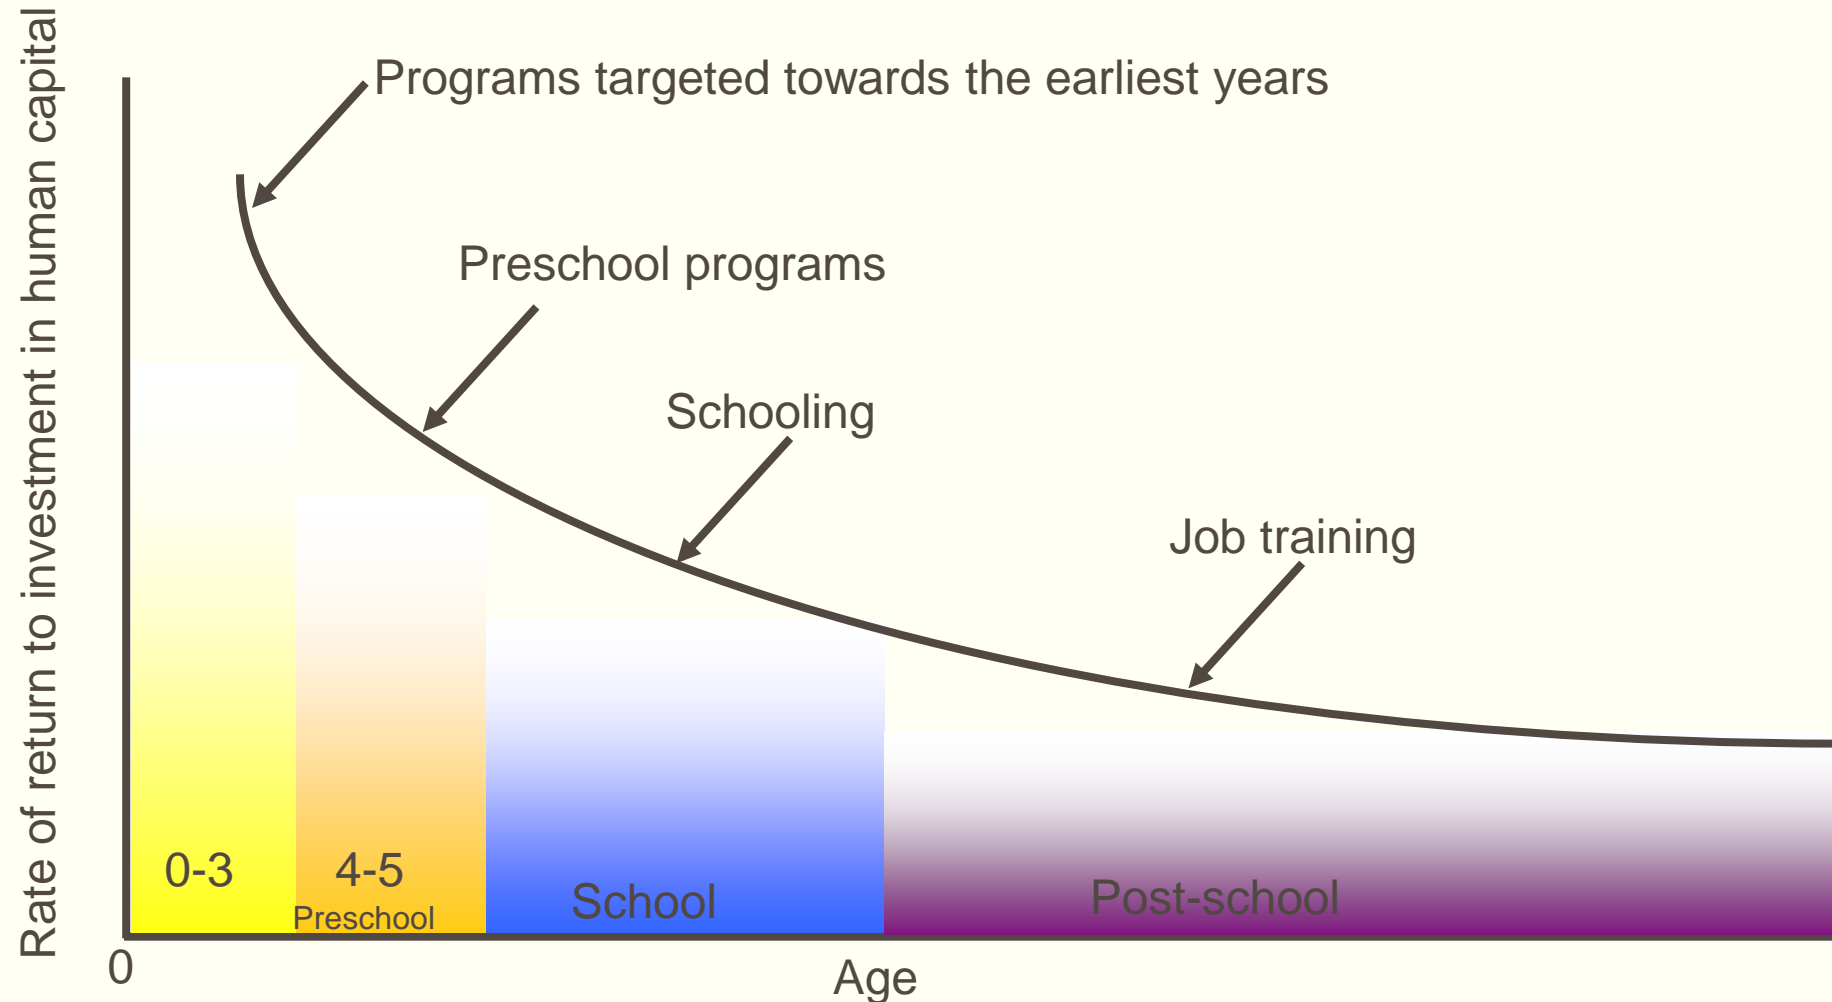 Rate of return to investment in human capital
Programs targeted towards the earliest years
Preschool programs
Schooling
Job training
0-3
4-5
Preschool
School
Post-school
0
Age